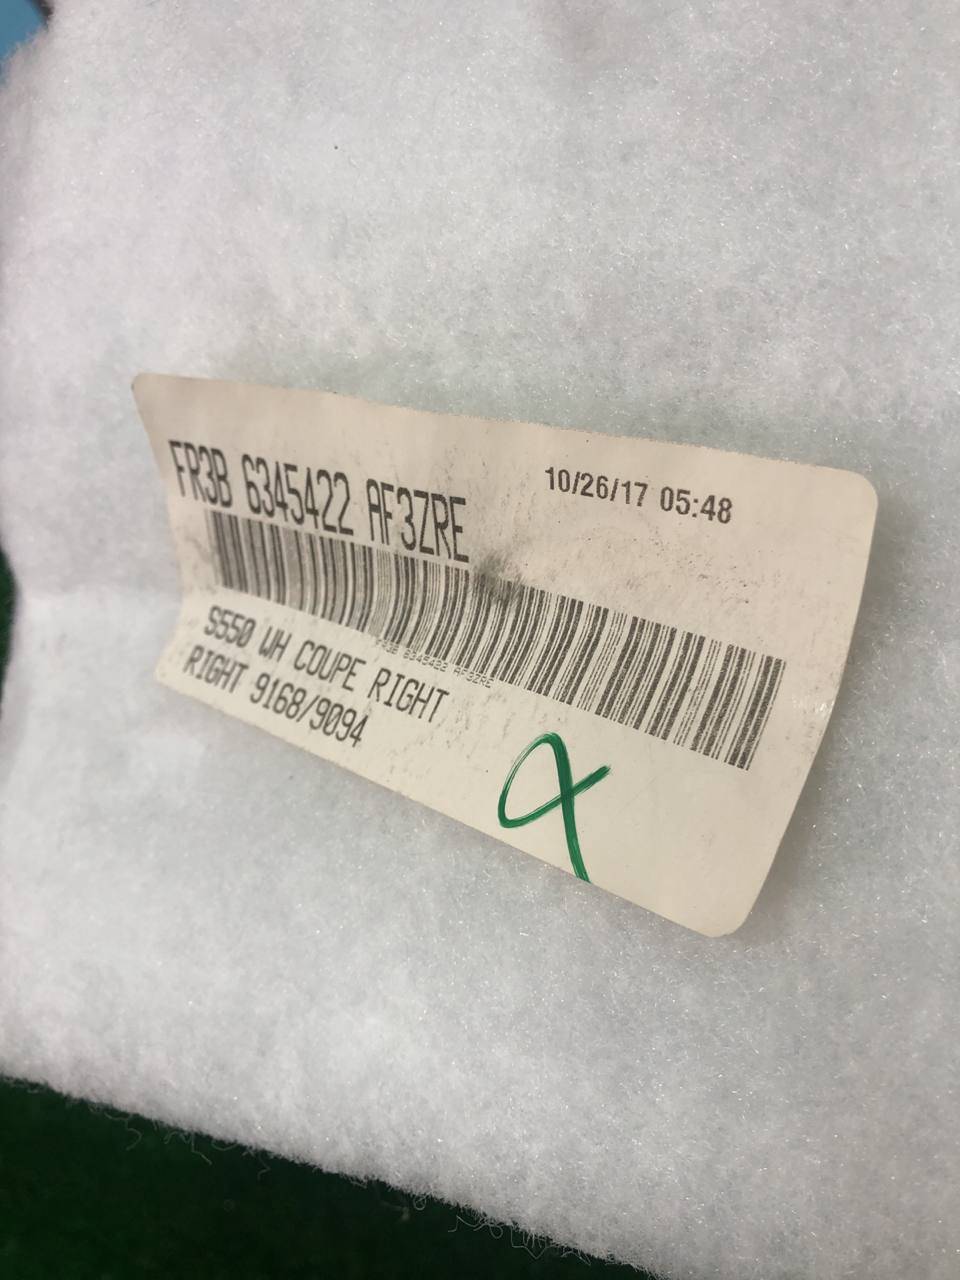 FR3B 6345422 AF3ZRE
10/26/17 05:48
FR3B 6345422 AF3ZRE
S550 WH COUPE RIGHT
RIGHT 9168/9094